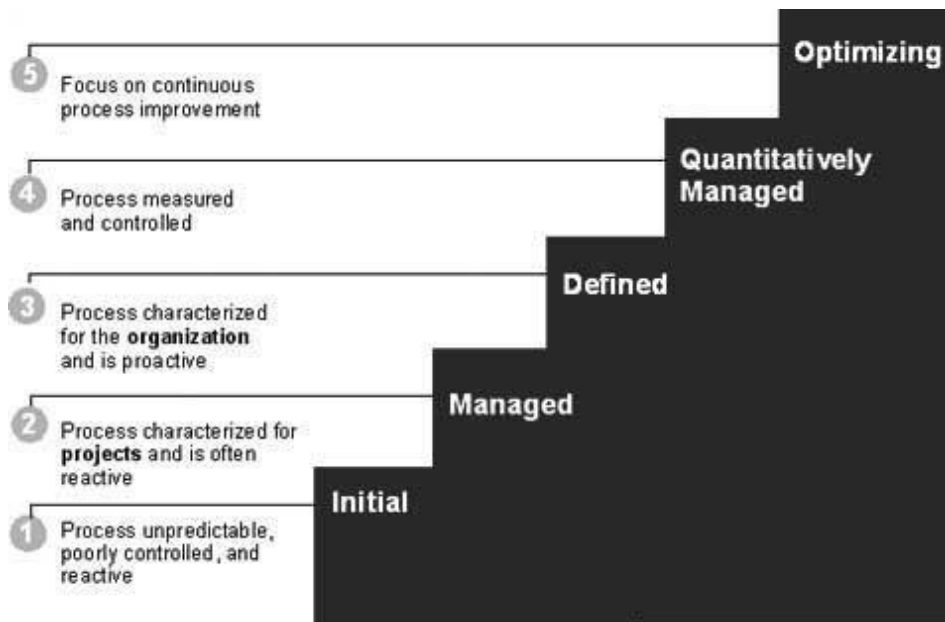 Optimizing
5
Focus on continuous
process improvement
Quantitatively
Managed
4
Process measured
and controlled
Defined
3
Process characterized
for the organization
and is proactive
Managed
2
Process characterized for
projects and is often
reactive
Initial
1
Process unpredictable,
poorly controlled, and
reactive